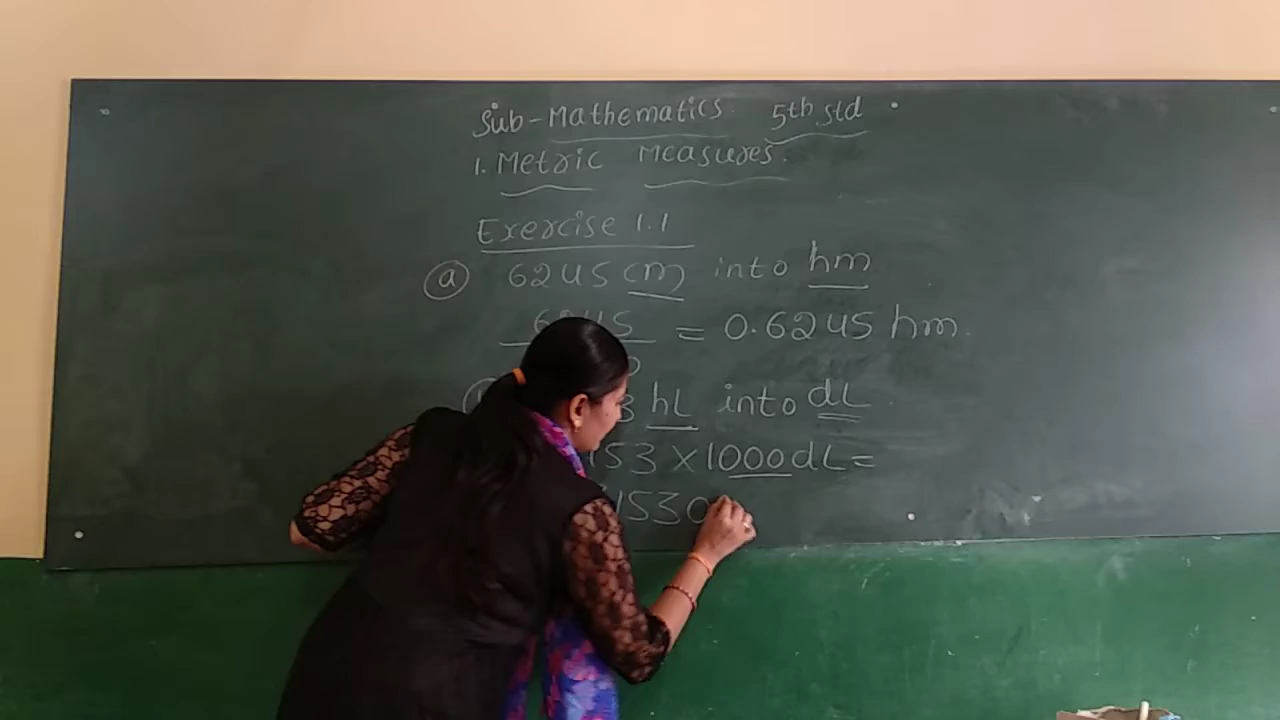 Sub-Mathematics 5th std
1. Metric Measures.
Exercise 1.1
a 6245 cm into hm
= 0.6245 hm
hL into dL
153 x 1000 dL =
1530